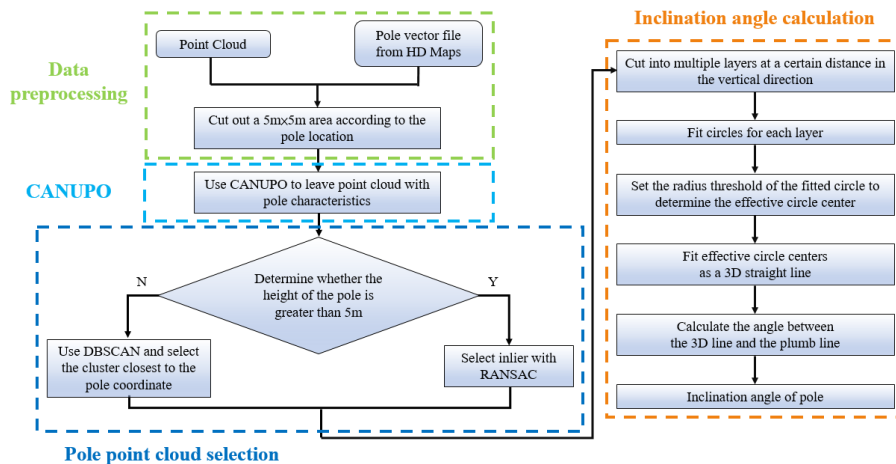 Data
preprocessing
Point Cloud
Pole vector file
from HD Maps
Cut out a 5m×5m area according to the
pole location
CANUPO
Use CANUPO to leave point cloud with
pole characteristics
N
Determine whether the
height of the pole is
greater than 5m
Y
Use DBSCAN and select
the cluster closest to the
pole coordinate
Select inlier with
RANSAC
Pole point cloud selection
Inclination angle calculation
Cut into multiple layers at a certain distance in
the vertical direction
Fit circles for each layer
Set the radius threshold of the fitted circle to
determine the effective circle center
Fit effective circle centers
as a 3D straight line
Calculate the angle between
the 3D line and the plumb line
Inclination angle of pole